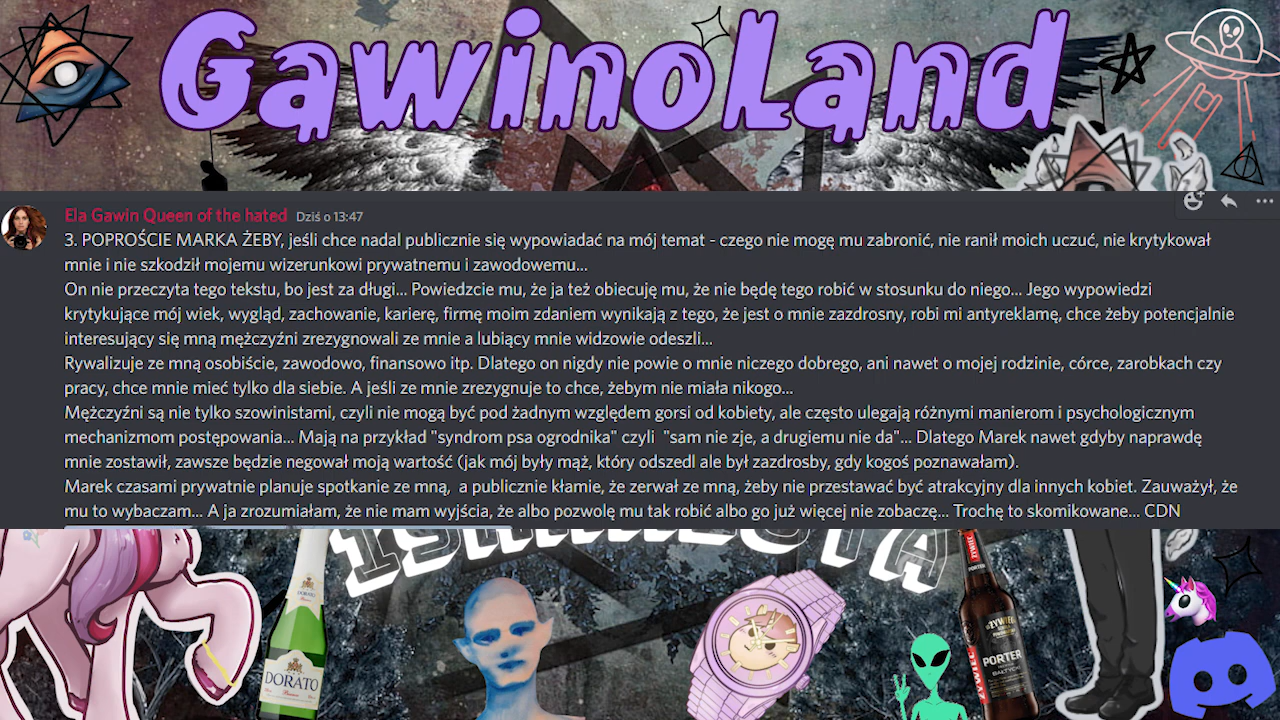 GawinoLand
Ela Gawin Queen of the hated Dziś o 13:47
3. POPROŚCIE MARKA ŻEBY, jeśli chce nadal publicznie się wypowiadać na mój temat - czego nie mogę mu zabronić, nie ranił moich uczuć, nie krytykował
mnie i nie szkodził mojemu wizerunkowi prywatnemu i zawodowemu...
On nie przeczyta tego tekstu, bo jest za długi... Powiedzcie mu, że ja też obiecuję mu, że nie będę tego robić w stosunku do niego... Jego wypowiedzi
krytykujące mój wiek, wygląd, zachowanie, karierę, firmę moim zdaniem wynikają z tego, że jest o mnie zazdrosny, robi mi antyreklamę, chce żeby potencjalnie
interesujący się mną mężczyźni zrezygnowali ze mnie a lubiący mnie widzowie odeszli...
Rywalizuje ze mną osobiście, zawodowo, finansowo itp. Dlatego on nigdy nie powie o mnie niczego dobrego, ani nawet o mojej rodzinie, córce, zarobkach czy
pracy, chce mnie mieć tylko dla siebie. A jeśli ze mnie zrezygnuje to chce, żebym nie miała nikogo...
Mężczyźni są nie tylko szowinistami, czyli nie mogą być pod żadnym względem gorsi od kobiety, ale często ulegają różnymi manierom i psychologicznym
mechanizmom postępowania... Mają na przykład "syndrom psa ogrodnika" czyli "sam nie zje, a drugiemu nie da"... Dlatego Marek nawet gdyby naprawdę
mnie zostawił, zawsze będzie negował moją wartość (jak mój były mąż, który odszedl ale był zazdrosby, gdy kogoś poznawałam).
Marek czasami prywatnie planuje spotkanie ze mną, a publicznie kłamie, że zerwał ze mną, żeby nie przestawać być atrakcyjny dla innych kobiet. Zauważył, że
mu to wybaczam... A ja zrozumiałam, że nie mam wyjścia, że albo pozwolę mu tak robić albo go już więcej nie zobaczę... Trochę to skomikowane... CDN
DORATO
ŻYWIEC
PORTER